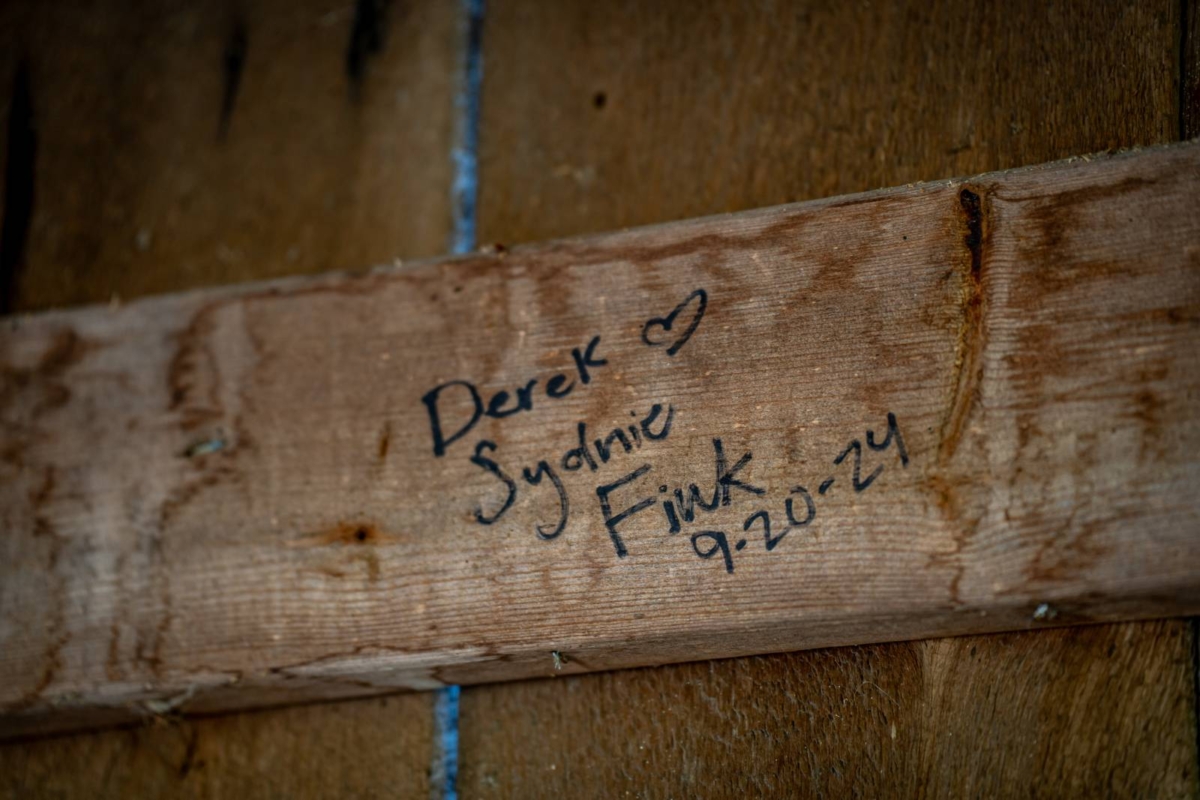 Derek ♡
Sydnie
Fink
9-20-24